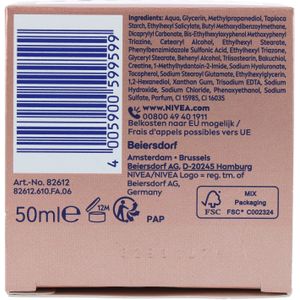 Ingredients: Aqua, Glycerin, Methylpropanediol, Tapioca
Starch, Ethylhexyl Salicylate, Butyl Methoxydibenzoylmethane,
Dicaprylyl Carbonate, Bis-Ethylhexyloxyphenol Methoxyphenyl
Triazine, Cetearyl Alcohol, Ethylhexyl Stearate,
Phenylbenzimidazole Sulfonic Acid, Ethylhexyl Triazone,
Glyceryl Stearate, Behenyl Alcohol, Trisostearin, Bakuchiol,
Creatine, 1-Methylhydantoin-2-Imide, Sodium Hyaluronate,
Tocopherol, Sodium Stearoyl Glutamate, Ethylhexylglycerin,
1,2-Hexanediol, Xanthan Gum, Trisodium EDTA, Sodium
Hydroxide, Sodium Chloride, Phenoxyethanol, Sodium
Sulfate, Parfum, CI 15985, CI 16035
www.NIVEA.com
00800 49 40 1911
Belkosten naar EU mogelijk /
Frais d'appels possibles vers UE
Beiersdorf
Amsterdam • Brussels
Beiersdorf AG, D-20245 Hamburg
NIVEA/NIVEA Logo = reg. tm. of
Beiersdorf AG,
Germany
4 005900 599599
Art.-No. 82612
82612.610.FA.06
50ml e
12M
PAP
FSC
MIX
Packaging
FSC® C002324